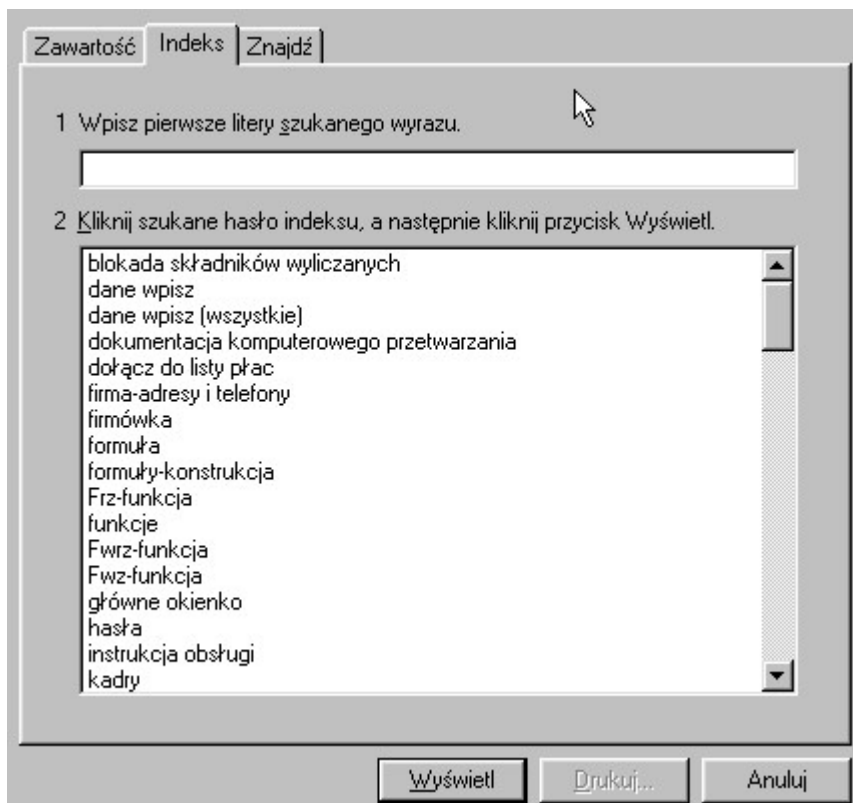 Zawartość Indeks Znajdź
1 Wpisz pierwsze litery szukanego wyrazu.
2 Kliknij szukane hasło indeksu, a następnie kliknij przycisk Wyświetl.
blokada składników wyliczanych
dane wpisz
dane wpisz (wszystkie)
dokumentacja komputerowego przetwarzania
dołącz do listy płac
firma-adresy i telefony
firmówka
formuła
formuły-konstrukcja
Frz-funkcja
funkcje
Fwrz-funkcja
Fwz-funkcja
główne okienko
hasła
instrukcja obsługi
kadry
Wyświetl Drukuj... Anuluj